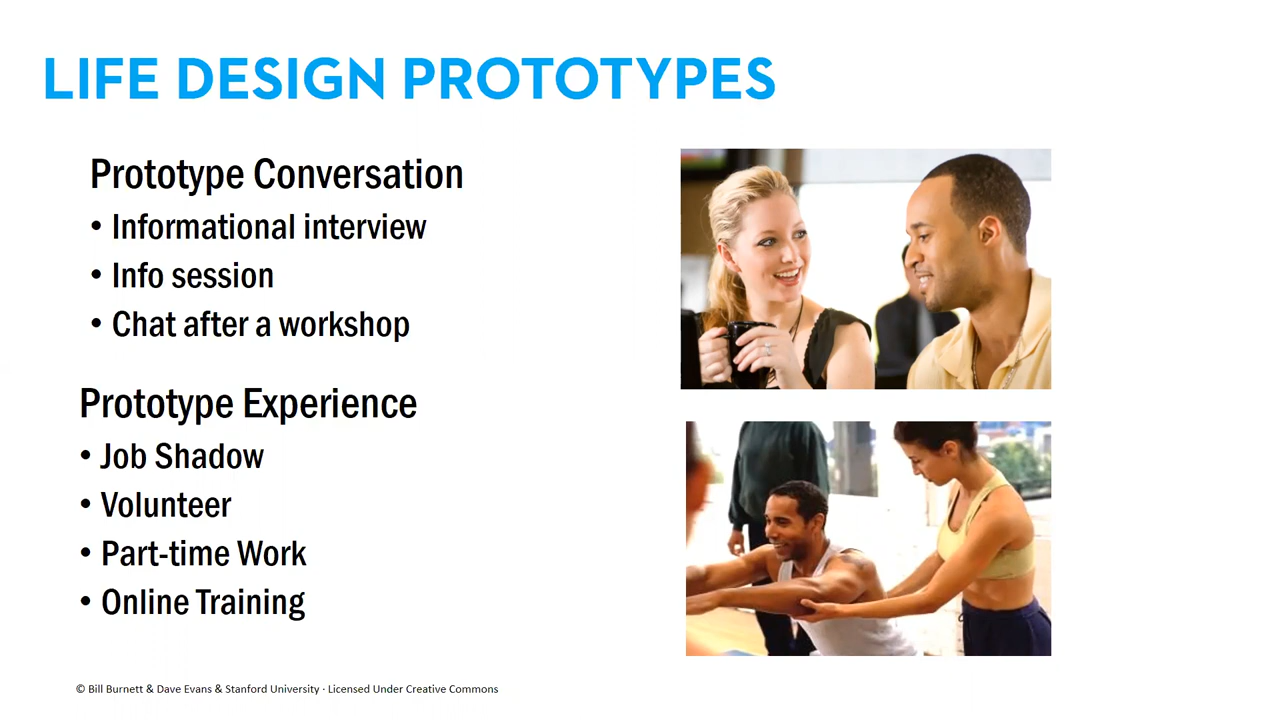 LIFE DESIGN PROTOTYPES
Prototype Conversation
• Informational interview
• Info session
• Chat after a workshop
Prototype Experience
• Job Shadow
• Volunteer
• Part-time Work
• Online Training
© Bill Burnett & Dave Evans & Stanford University · Licensed Under Creative Commons